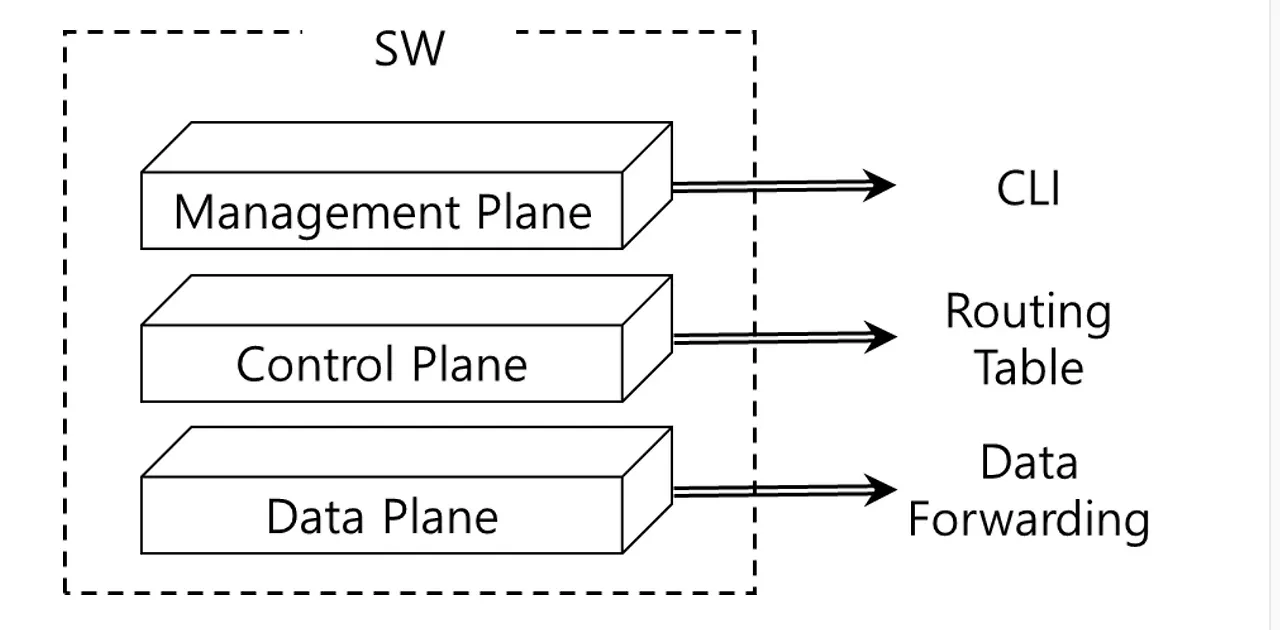 SW
Management Plane
CLI
Control Plane
Routing
Table
Data Plane
Data
Forwarding